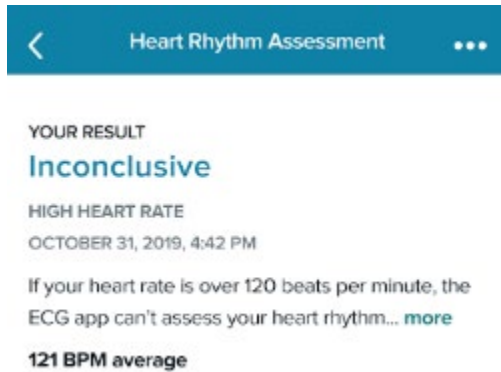 Heart Rhythm Assessment
YOUR RESULT
Inconclusive
HIGH HEART RATE
OCTOBER 31, 2019, 4:42 PM
If your heart rate is over 120 beats per minute, the
ECG app can't assess your heart rhythm... more
121 BPM average